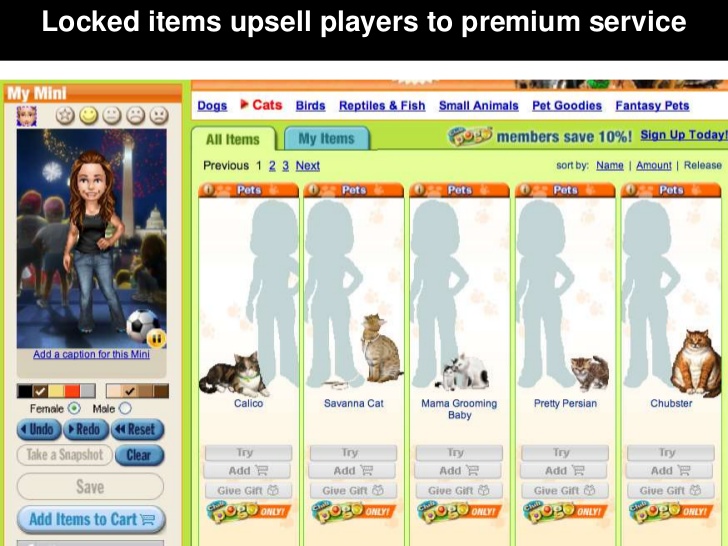 Locked items upsell players to premium service
My Mini
Dogs Cats Birds Reptiles & Fish Small Animals Pet Goodies Fantasy Pets
All Items My Items Club Pogo members save 10%! Sign Up Today!
Previous 1 2 3 Next sort by: Name | Amount | Release
Pets Pets Pets Pets Pets
Add a caption for this Mini
Calico Savanna Cat Mama Grooming Baby Pretty Persian Chubster
Female Male
Undo Redo Reset
Take a Snapshot Clear
Save
Add Items to Cart
Try Try Try Try Try
Add Add Add Add Add
Give Gift Give Gift Give Gift Give Gift Give Gift
Club Pogo ONLY! Club Pogo ONLY! Club Pogo ONLY! Club Pogo ONLY! Club Pogo ONLY!